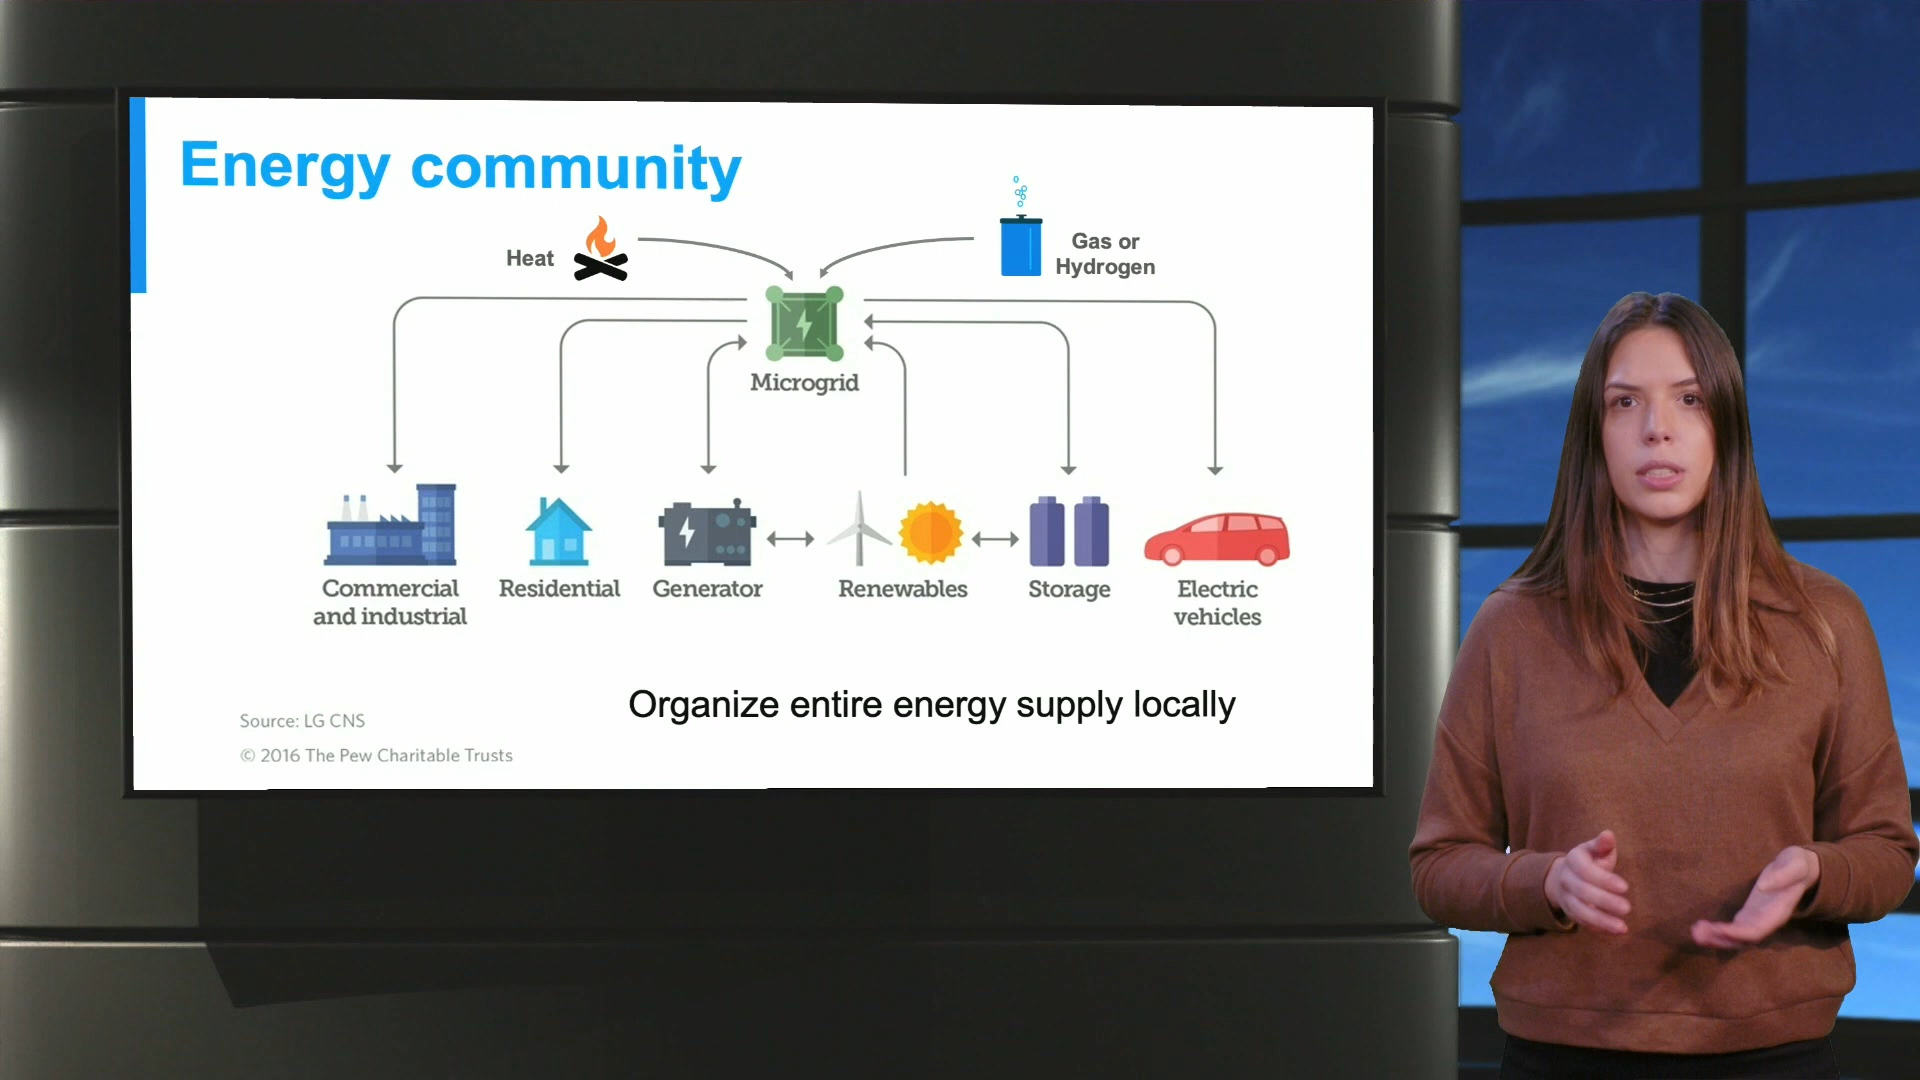 Energy community
Heat
Gas or
Hydrogen
Microgrid
Commercial
and industrial
Residential
Generator
Renewables
Storage
Electric
vehicles
Organize entire energy supply locally
Source: LG CNS
© 2016 The Pew Charitable Trusts